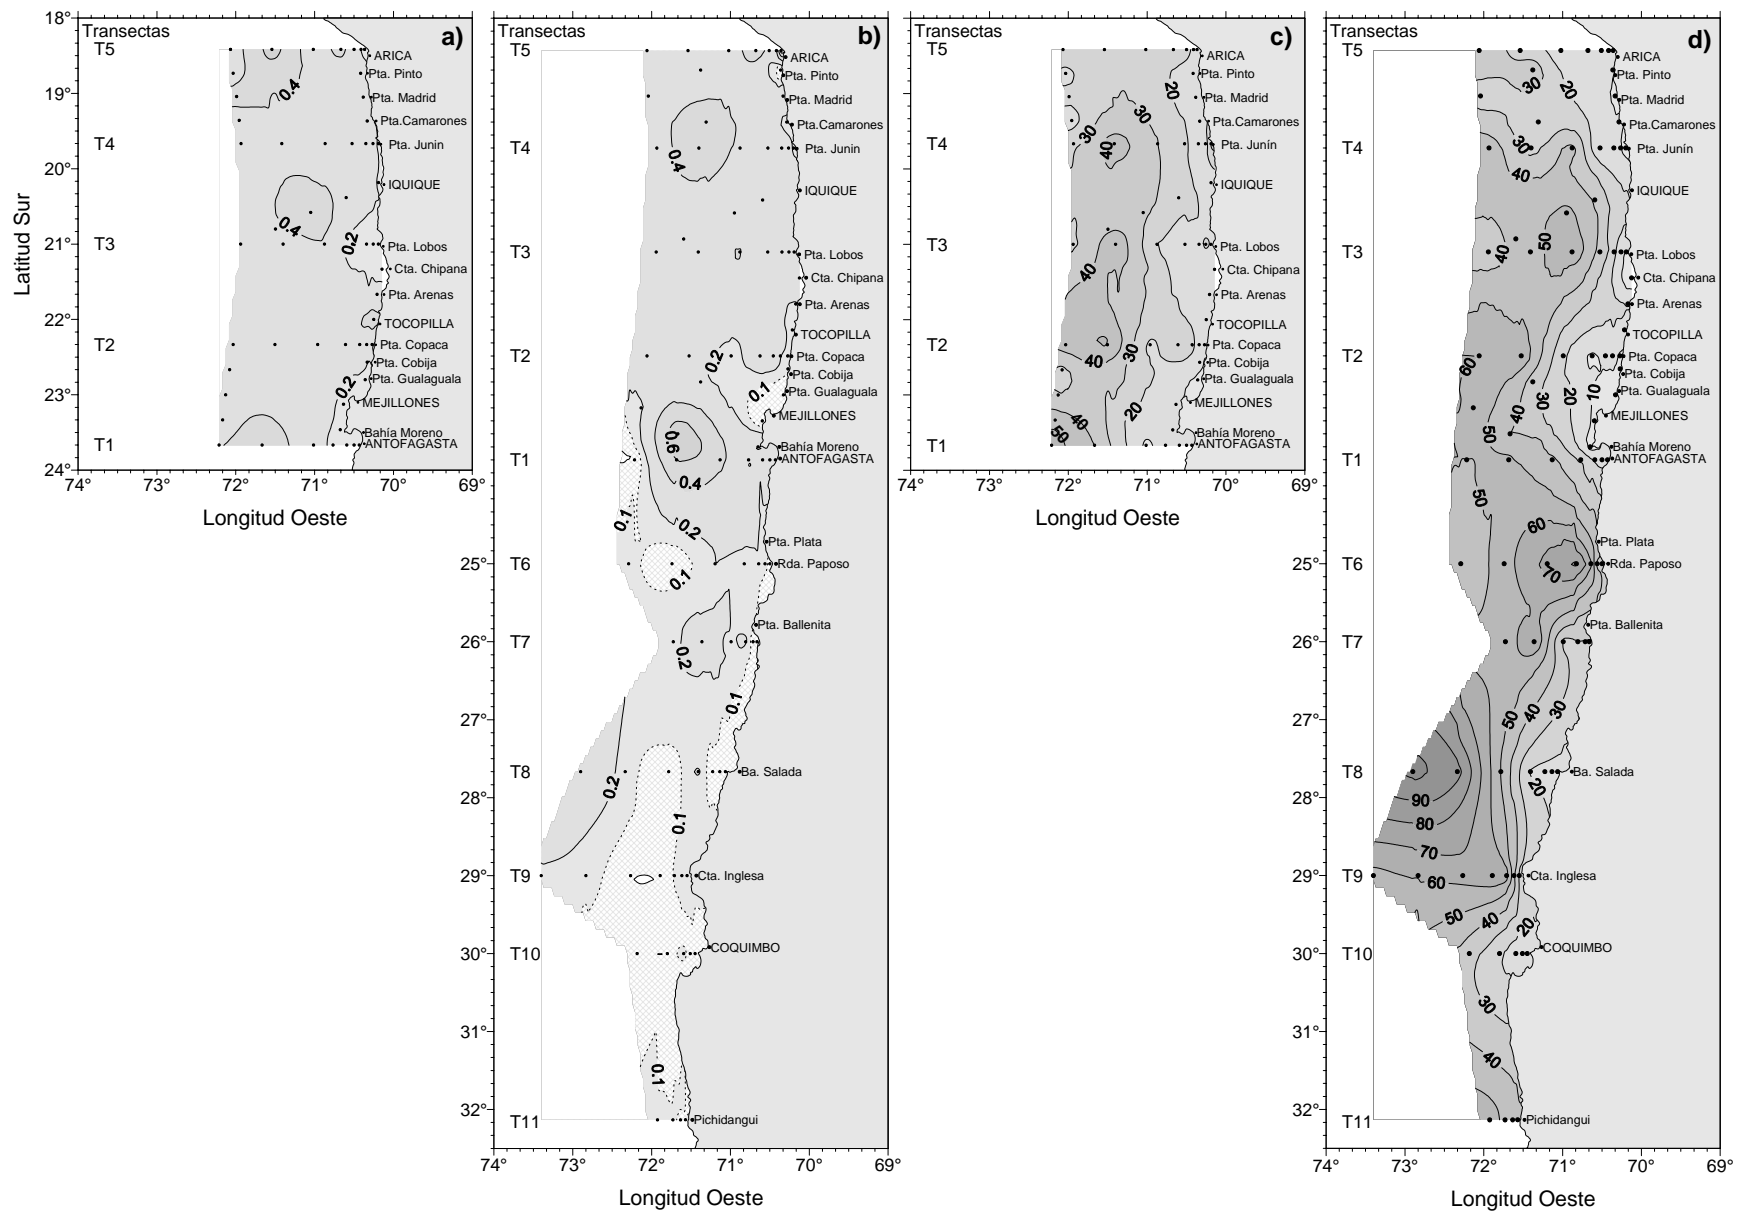 a)
Transectas
18°
19°
20°
21°
22°
23°
24°
Latitud Sur
T5
T4
T3
T2
T1
ARICA
Pta. Pinto
Pta. Madrid
Pta.Camarones
Pta. Junin
IQUIQUE
Pta. Lobos
Cta. Chipana
Pta. Arenas
TOCOPILLA
Pta. Copaca
Pta. Cobija
Pta. Gualaguala
MEJILLONES
Bahía Moreno
ANTOFAGASTA
0.4
0.4
0.2
0.2
74° 73° 72° 71° 70° 69°
Longitud Oeste
b)
Transectas
T5
T4
T3
T2
T1
T6
T7
T8
T9
T10
T11
25°
26°
27°
28°
29°
30°
31°
32°
ARICA
Pta. Pinto
Pta. Madrid
Pta.Camarones
Pta. Junin
IQUIQUE
Pta. Lobos
Cta. Chipana
Pta. Arenas
TOCOPILLA
Pta. Copaca
Pta. Cobija
Pta. Gualaguala
MEJILLONES
Bahía Moreno
ANTOFAGASTA
Pta. Plata
Rda. Paposo
Pta. Ballenita
Ba. Salada
Cta. Inglesa
COQUIMBO
Pichidangui
0.4
0.2
0.1
0.6
0.4
0.1
0.2
0.1
0.2
0.1
0.2
0.1
0.1
74° 73° 72° 71° 70° 69°
Longitud Oeste
c)
Transectas
T5
T4
T3
T2
T1
ARICA
Pta. Pinto
Pta. Madrid
Pta.Camarones
Pta. Junín
IQUIQUE
Pta. Lobos
Cta. Chipana
Pta. Arenas
TOCOPILLA
Pta. Copaca
Pta. Cobija
Pta. Gualaguala
MEJILLONES
Bahía Moreno
ANTOFAGASTA
20
30
30
40
40
30
40
20
40
50
74° 73° 72° 71° 70° 69°
Longitud Oeste
d)
Transectas
T5
T4
T3
T2
T1
T6
T7
T8
T9
T10
T11
25°
26°
27°
28°
29°
30°
31°
32°
ARICA
Pta. Pinto
Pta. Madrid
Pta.Camarones
Pta. Junín
IQUIQUE
Pta. Lobos
Cta. Chipana
Pta. Arenas
TOCOPILLA
Pta. Copaca
Pta. Cobija
Pta. Gualaguala
MEJILLONES
Bahía Moreno
ANTOFAGASTA
Pta. Plata
Rda. Paposo
Pta. Ballenita
Ba. Salada
Cta. Inglesa
COQUIMBO
Pichidangui
30
20
30
40
50
40
60
10
20
30
40
50
50
60
70
50
40
30
20
90
80
70
60
50
40
20
30
40
74° 73° 72° 71° 70° 69°
Longitud Oeste